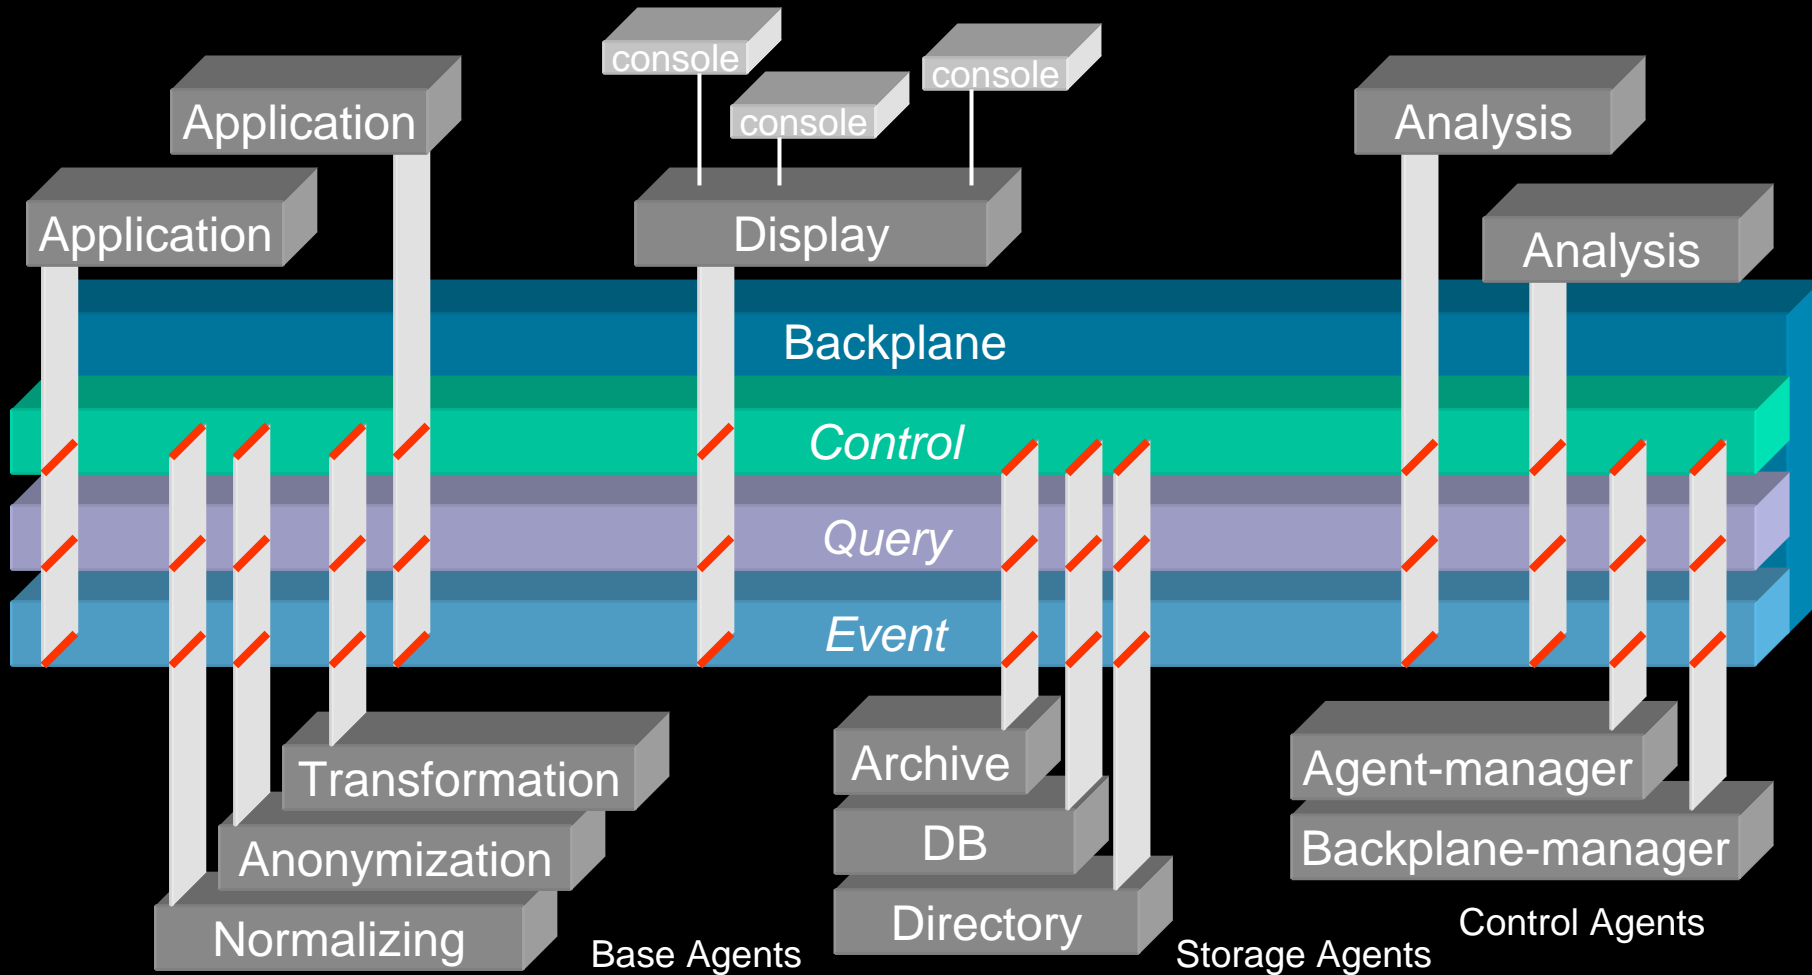 console
console
console
Application
Analysis
Application
Display
Analysis
Backplane
Control
Query
Event
Transformation
Archive
Agent-manager
Anonymization
DB
Backplane-manager
Normalizing
Directory
Control Agents
Base Agents
Storage Agents